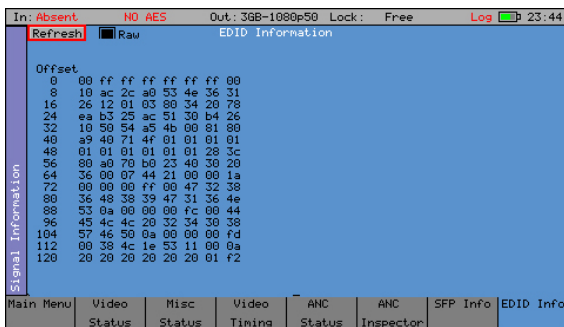 In: Absent NO AES Out: 3GB-1080p50 Lock: Free Log 23:44
Refresh Raw EDID Information
Offset
0 00 ff ff ff ff ff ff 00
8 10 ac 2c a0 53 4e 36 31
16 26 12 01 03 80 34 20 78
24 ea b3 25 ac 51 30 b4 26
32 10 50 54 a5 4b 00 81 80
40 a9 40 71 4f 01 01 01 01
48 01 01 01 01 01 01 28 3c
56 80 a0 70 b0 23 40 30 20
64 36 00 07 44 21 00 00 1a
72 00 00 00 ff 00 47 32 38
80 36 48 38 39 47 31 36 4e
88 53 0a 00 00 00 fc 00 44
96 45 4c 4c 20 32 34 30 38
104 57 46 50 0a 00 00 00 fd
112 00 38 4c 1e 53 11 00 0a
120 20 20 20 20 20 20 01 f2
Signal Information
Main Menu Video Status Misc Status Video Timing ANC Status ANC Inspector SFP Info EDID Info